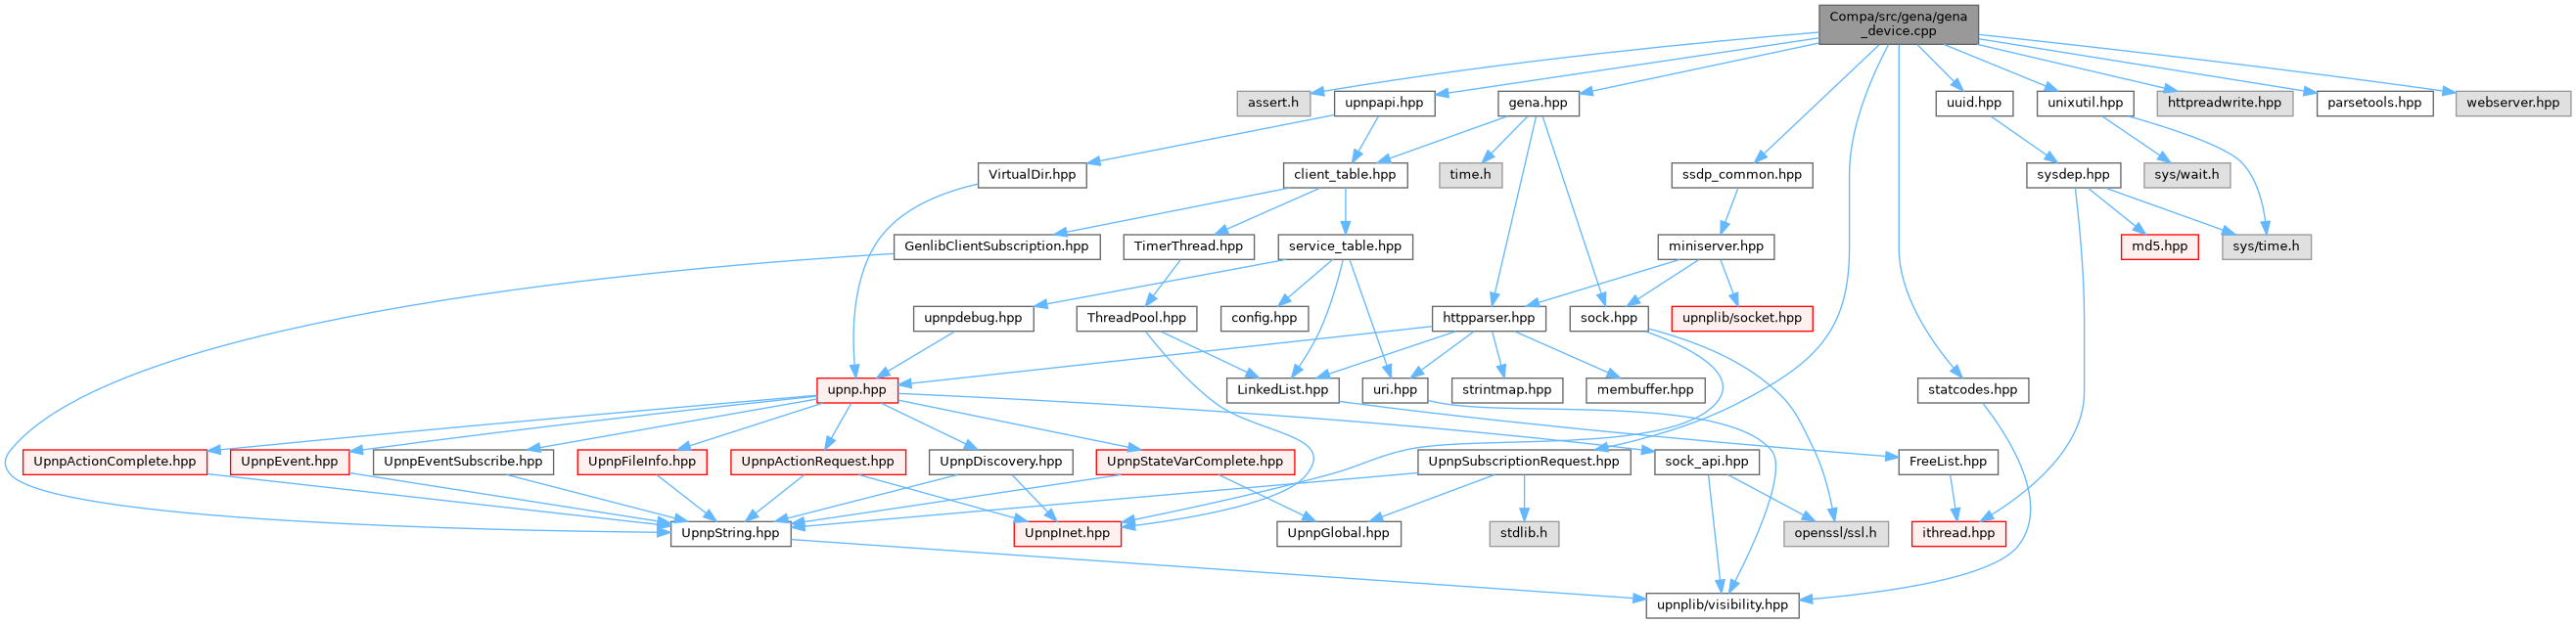 Compa/src/gena/gena
_device.cpp
assert.h
upnpapi.hpp
gena.hpp
uuid.hpp
unixutil.hpp
httpreadwrite.hpp
parsetools.hpp
webserver.hpp
VirtualDir.hpp
client_table.hpp
time.h
ssdp_common.hpp
sysdep.hpp
sys/wait.h
GenlibClientSubscription.hpp
TimerThread.hpp
service_table.hpp
miniserver.hpp
md5.hpp
sys/time.h
upnpdebug.hpp
ThreadPool.hpp
config.hpp
httpparser.hpp
sock.hpp
upnplib/socket.hpp
upnp.hpp
LinkedList.hpp
uri.hpp
strintmap.hpp
membuffer.hpp
statcodes.hpp
UpnpActionComplete.hpp
UpnpEvent.hpp
UpnpEventSubscribe.hpp
UpnpFileInfo.hpp
UpnpActionRequest.hpp
UpnpDiscovery.hpp
UpnpStateVarComplete.hpp
UpnpSubscriptionRequest.hpp
sock_api.hpp
FreeList.hpp
UpnpString.hpp
UpnpInet.hpp
UpnpGlobal.hpp
stdlib.h
openssl/ssl.h
ithread.hpp
upnplib/visibility.hpp